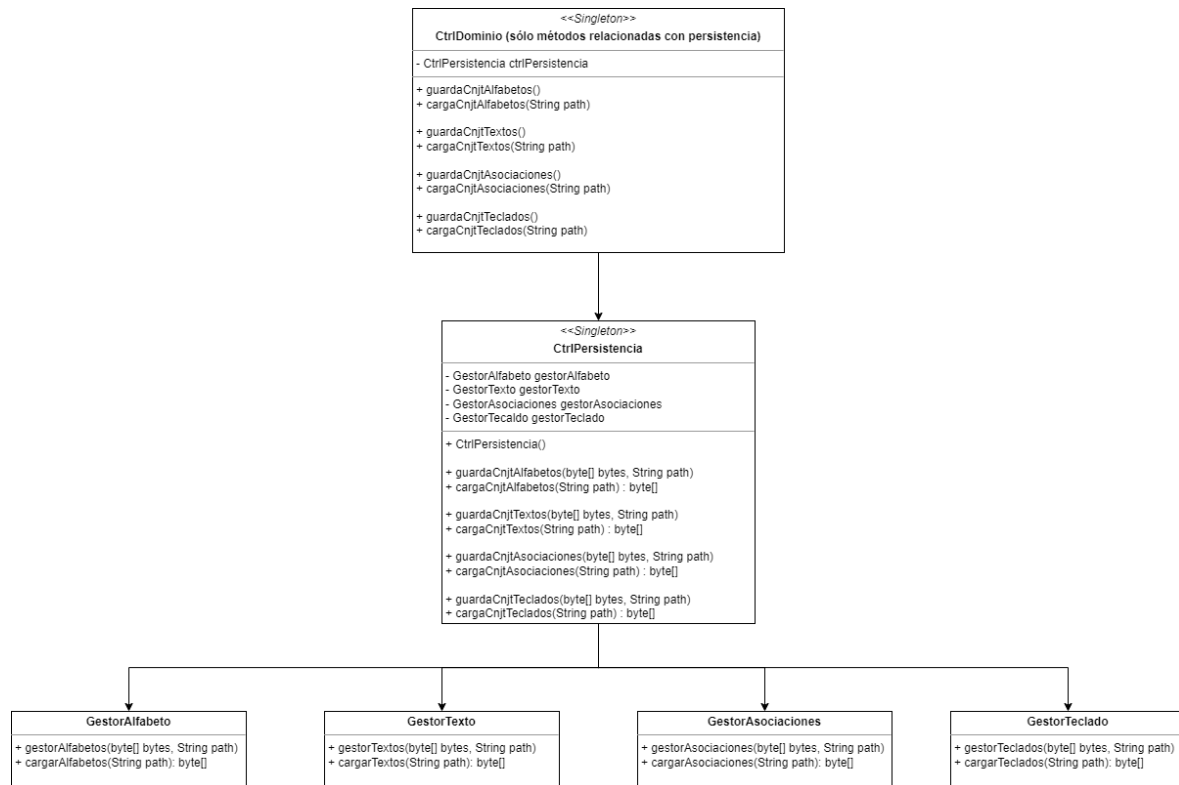 <<Singleton>>
CtrlDominio (sólo métodos relacionadas con persistencia)
- CtrlPersistencia ctrlPersistencia
+ guardaCnjtAlfabetos()
+ cargaCnjtAlfabetos(String path)
+ guardaCnjtTextos()
+ cargaCnjtTextos(String path)
+ guardaCnjtAsociaciones()
+ cargaCnjtAsociaciones(String path)
+ guardaCnjtTeclados()
+ cargaCnjtTeclados(String path)
<<Singleton>>
CtrlPersistencia
- GestorAlfabeto gestorAlfabeto
- GestorTexto gestorTexto
- GestorAsociaciones gestorAsociaciones
- GestorTecaldo gestorTeclado
+ CtrlPersistencia()
+ guardaCnjtAlfabetos(byte[] bytes, String path)
+ cargaCnjtAlfabetos(String path) : byte[]
+ guardaCnjtTextos(byte[] bytes, String path)
+ cargaCnjtTextos(String path) : byte[]
+ guardaCnjtAsociaciones(byte[] bytes, String path)
+ cargaCnjtAsociaciones(String path) : byte[]
+ guardaCnjtTeclados(byte[] bytes, String path)
+ cargaCnjtTeclados(String path) : byte[]
GestorAlfabeto
+ gestorAlfabetos(byte[] bytes, String path)
+ cargarAlfabetos(String path): byte[]
GestorTexto
+ gestorTextos(byte[] bytes, String path)
+ cargarTextos(String path): byte[]
GestorAsociaciones
+ gestorAsociaciones(byte[] bytes, String path)
+ cargarAsociaciones(String path): byte[]
GestorTeclado
+ gestorTeclados(byte[] bytes, String path)
+ cargarTeclados(String path): byte[]